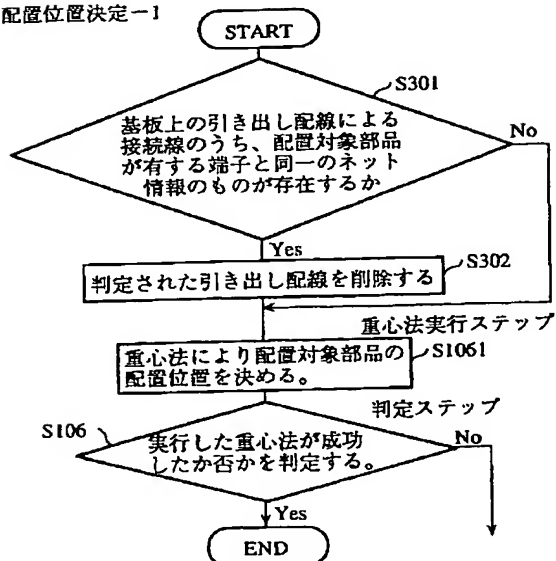 配置位置決定－1
START
S301
基板上の引き出し配線による
接続線のうち、配置対象部品
が有する端子と同一のネット
情報のものが存在するか
No
Yes
S302
判定された引き出し配線を削除する
重心法実行ステップ
重心法により配置対象部品の
配置位置を決める。
S1061
判定ステップ
S106
実行した重心法が成功
したか否かを判定する。
No
Yes
END